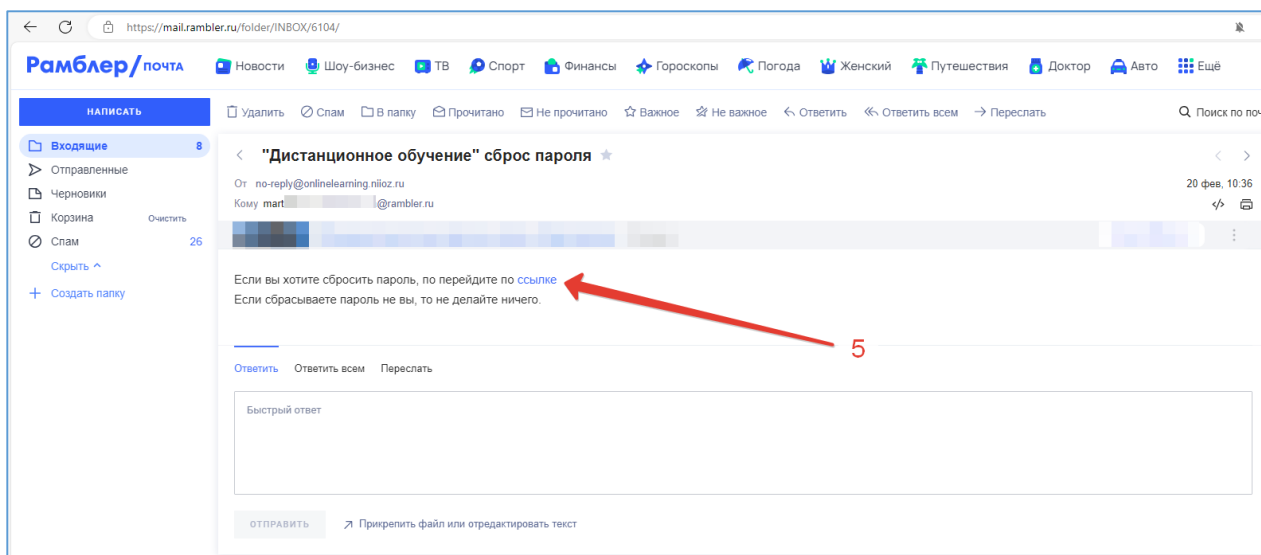 https://mail.rambler.ru/folder/INBOX/6104/
Рамблер/почта Новости Шоу-бизнес ТВ Спорт Финансы Гороскопы Погода Женский Путешествия Доктор Авто Ещё
НАПИСАТЬ Удалить Спам В папку Прочитано Не прочитано Важное Не важное Ответить Ответить всем Переслать Поиск по поч
Входящие 8
Отправленные
Черновики
Корзина Очистить
Спам 26
Скрыть
Создать папку
"Дистанционное обучение" сброс пароля
От no-reply@onlinelearning.niioz.ru 20 фев, 10:36
Кому mart @rambler.ru
Если вы хотите сбросить пароль, по перейдите по ссылке
Если сбрасываете пароль не вы, то не делайте ничего.
5
Ответить Ответить всем Переслать
Быстрый ответ
ОТПРАВИТЬ Прикрепить файл или отредактировать текст